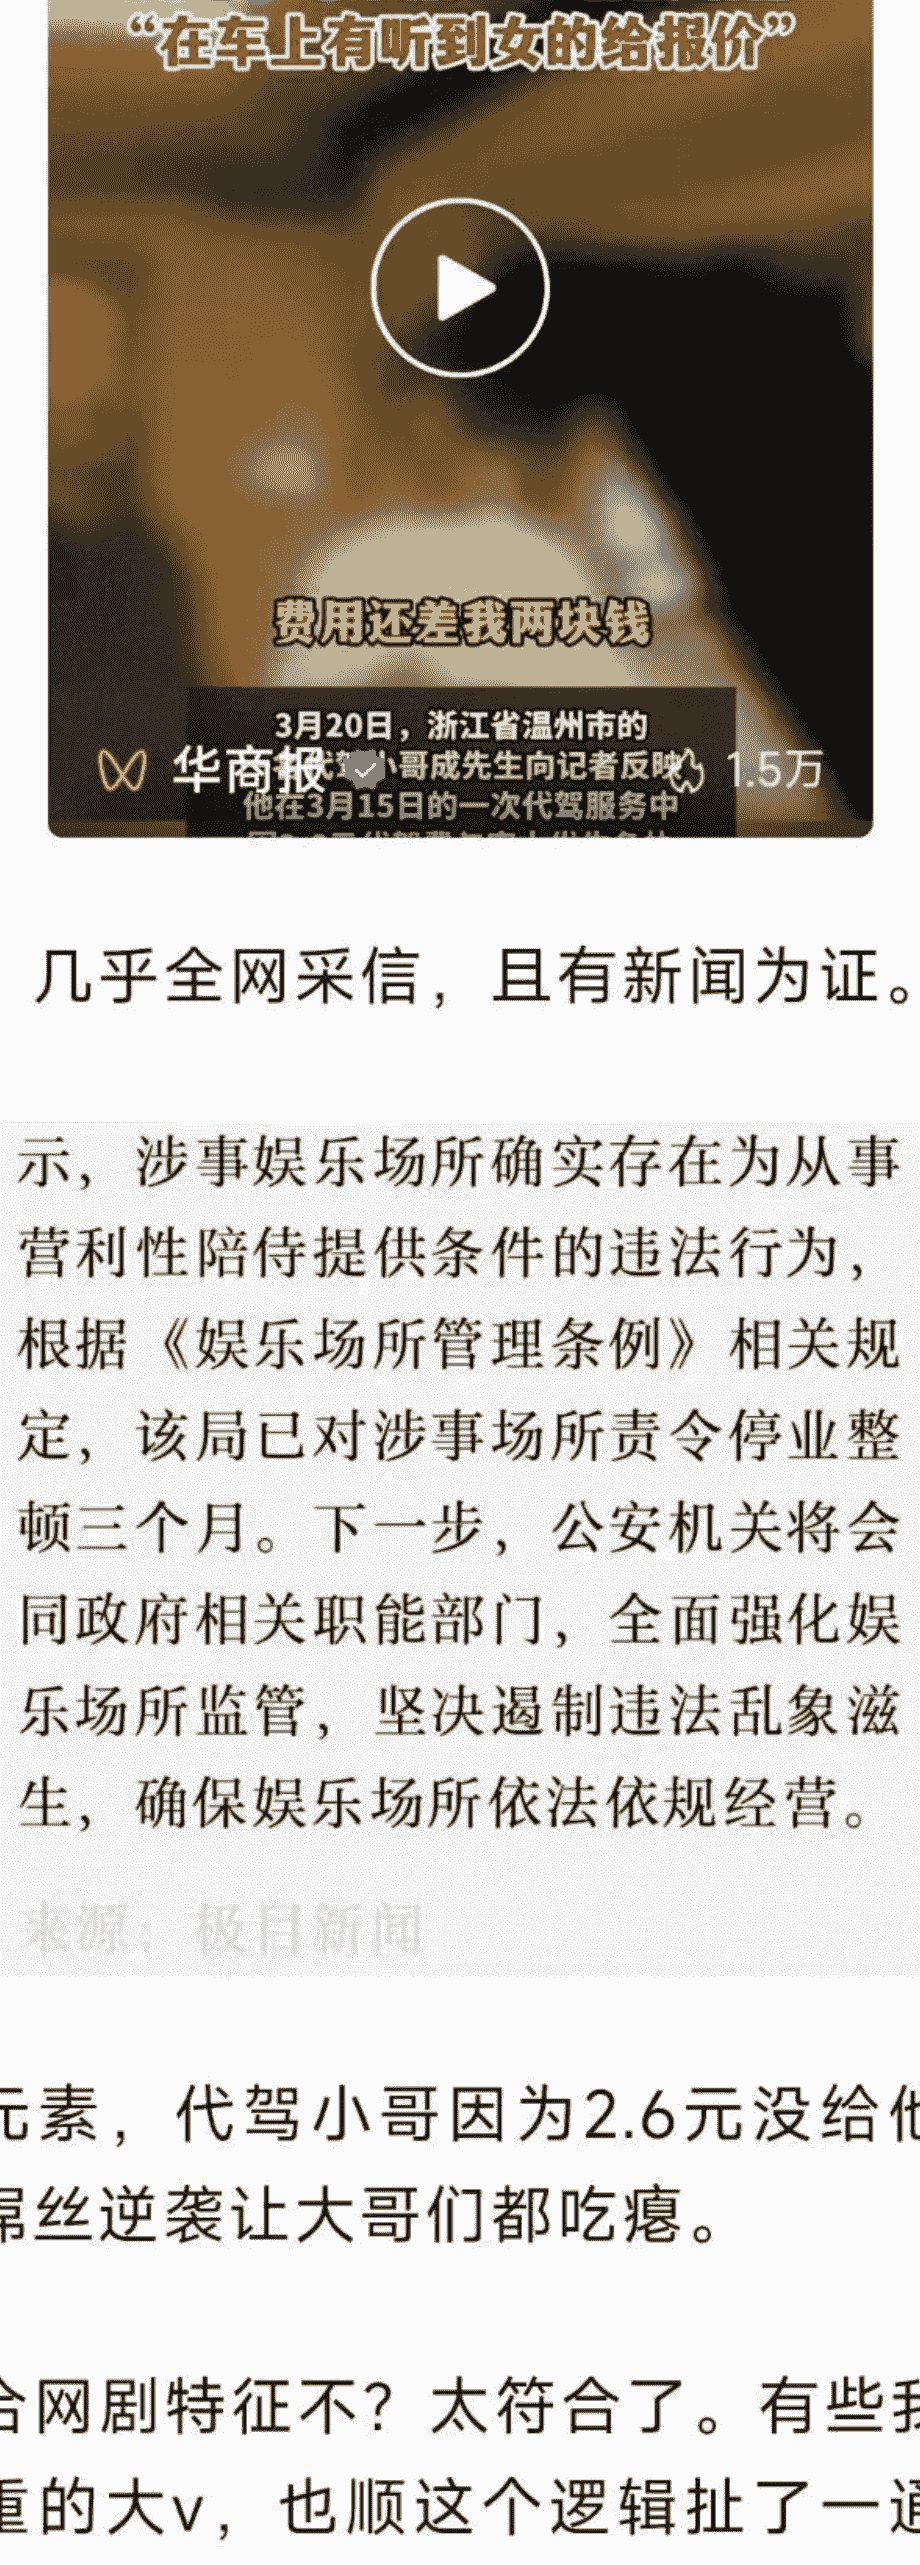 “在车上有听到女的给报价”
费用还差我两块钱
3月20日，浙江省温州市的
代驾小哥成先生向记者反映
华商报
1.5万
他在3月15日的一次代驾服务中
几乎全网采信，且有新闻为证。
示，涉事娱乐场所确实存在为从事
营利性陪侍提供条件的违法行为，
根据《娱乐场所管理条例》相关规
定，该局已对涉事场所责令停业整
顿三个月。下一步，公安机关将会
同政府相关职能部门，全面强化娱
乐场所监管，坚决遏制违法乱象滋
生，确保娱乐场所依法依规经营。
来源：极目新闻
元素，代驾小哥因为2.6元没给他
屌丝逆袭让大哥们都吃瘪。
合网剧特征不？太符合了。有些我
重的大v，也顺这个逻辑扯了一通